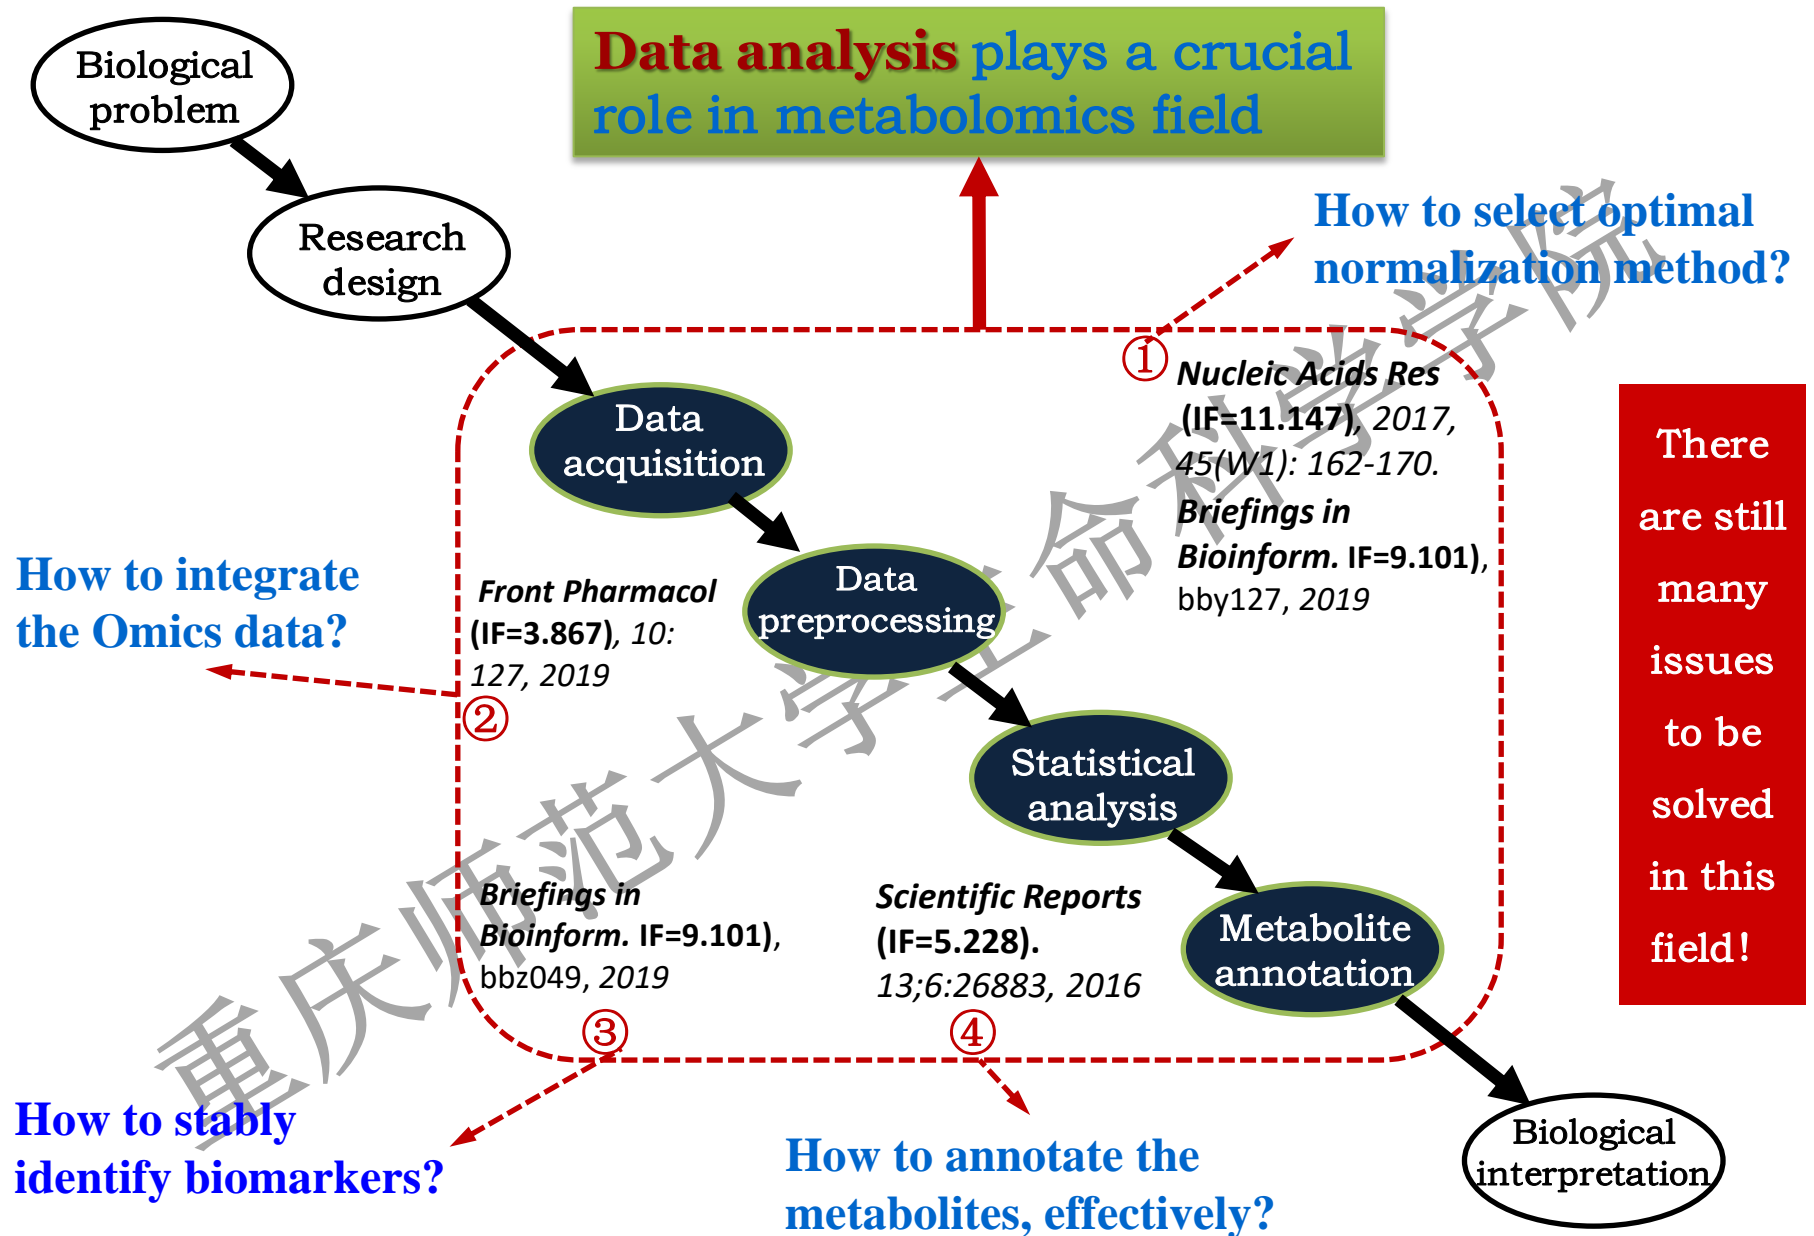 Biological
problem
Data analysis plays a crucial
role in metabolomics field
Research
design
How to select optimal
normalization method?
①
Nucleic Acids Res
(IF=11.147), 2017,
45(W1): 162-170.
Briefings in
Bioinform. IF=9.101),
bby127, 2019
Data
acquisition
There
are still
many
issues
to be
solved
in this
field!
How to integrate
the Omics data?
Front Pharmacol
(IF=3.867), 10:
127, 2019
②
Data
preprocessing
Statistical
analysis
Briefings in
Bioinform. IF=9.101),
bbz049, 2019
③
Scientific Reports
(IF=5.228).
13;6:26883, 2016
④
Metabolite
annotation
How to stably
identify biomarkers?
How to annotate the
metabolites, effectively?
Biological
interpretation
重庆师范大学生命科学学院